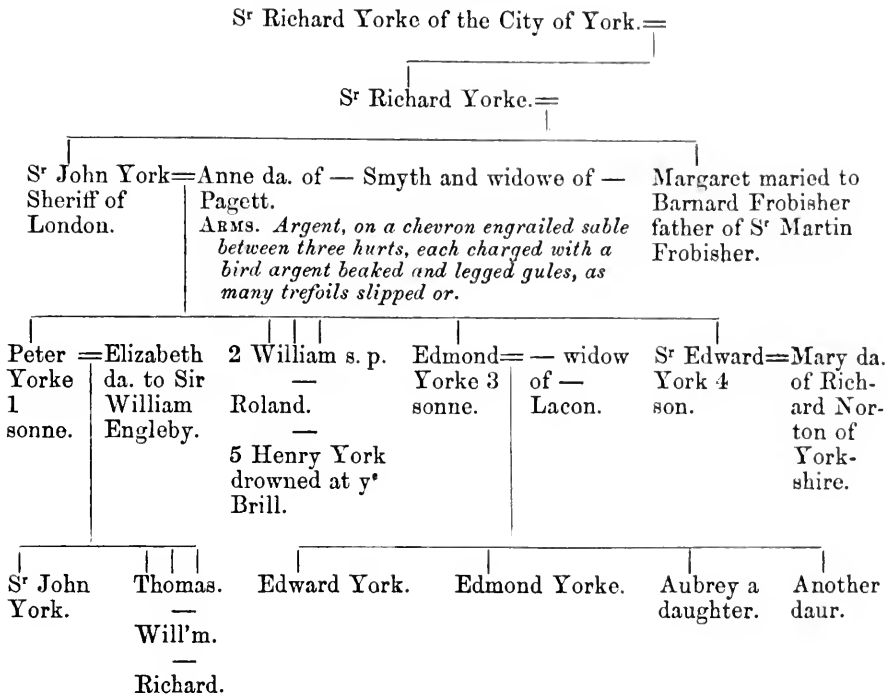 Sʳ Richard Yorke of the City of York.=
Sʳ Richard Yorke.=
Sʳ John York=
Sheriff of
London.
Anne da. of — Smyth and widowe of —
Pagett.
ARMS. Argent, on a chevron engrailed sable
between three hurts, each charged with a
bird argent beaked and legged gules, as
many trefoils slipped or.
Margaret maried to
Barnard Frobisher
father of Sʳ Martin
Frobisher.
Peter =
Yorke
1
sonne.
Elizabeth
da. to Sir
William
Engleby.
2 William s. p.
—
Roland.
—
5 Henry York
drowned at yᵉ
Brill.
Edmond=
Yorke 3
sonne.
— widow
of —
Lacon.
Sʳ Edward=
York 4
son.
Mary da.
of Rich-
ard Nor-
ton of
York-
shire.
Sʳ John
York.
Thomas.
—
Will'm.
—
Richard.
Edward York.
Edmond Yorke.
Aubrey a
daughter.
Another
daur.